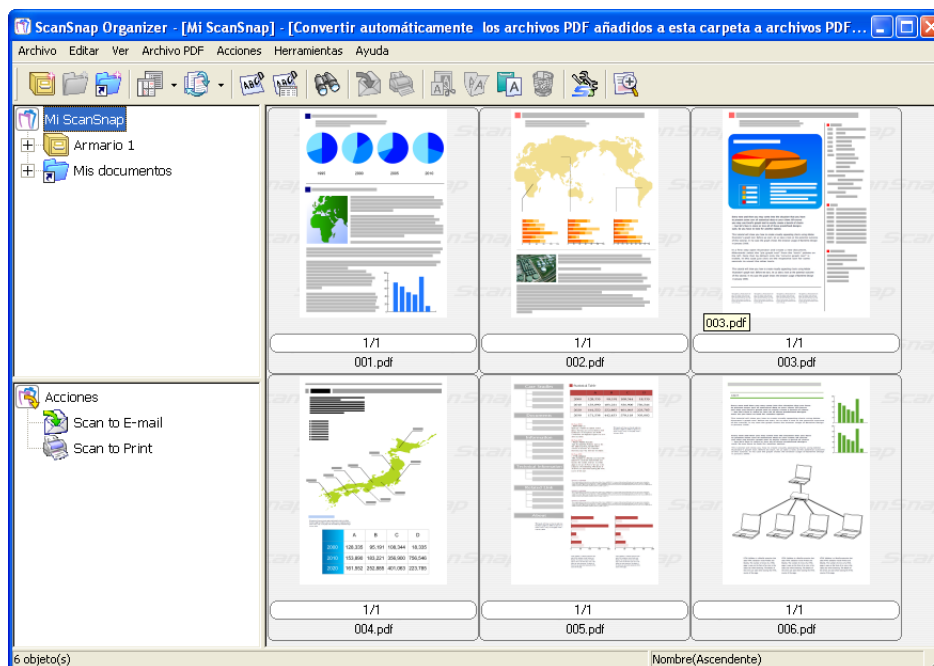 ScanSnap Organizer - [Mi ScanSnap] - [Convertir automáticamente los archivos PDF añadidos a esta carpeta a archivos PDF...
Archivo Editar Ver Archivo PDF Acciones Herramientas Ayuda
Mi ScanSnap
Armario 1
Mis documentos
1/1
001.pdf
1/1
002.pdf
003.pdf
1/1
003.pdf
Acciones
Scan to E-mail
Scan to Print
A B C D
1/1
004.pdf
1/1
005.pdf
1/1
006.pdf
6 objeto(s)
Nombre(Ascendente)